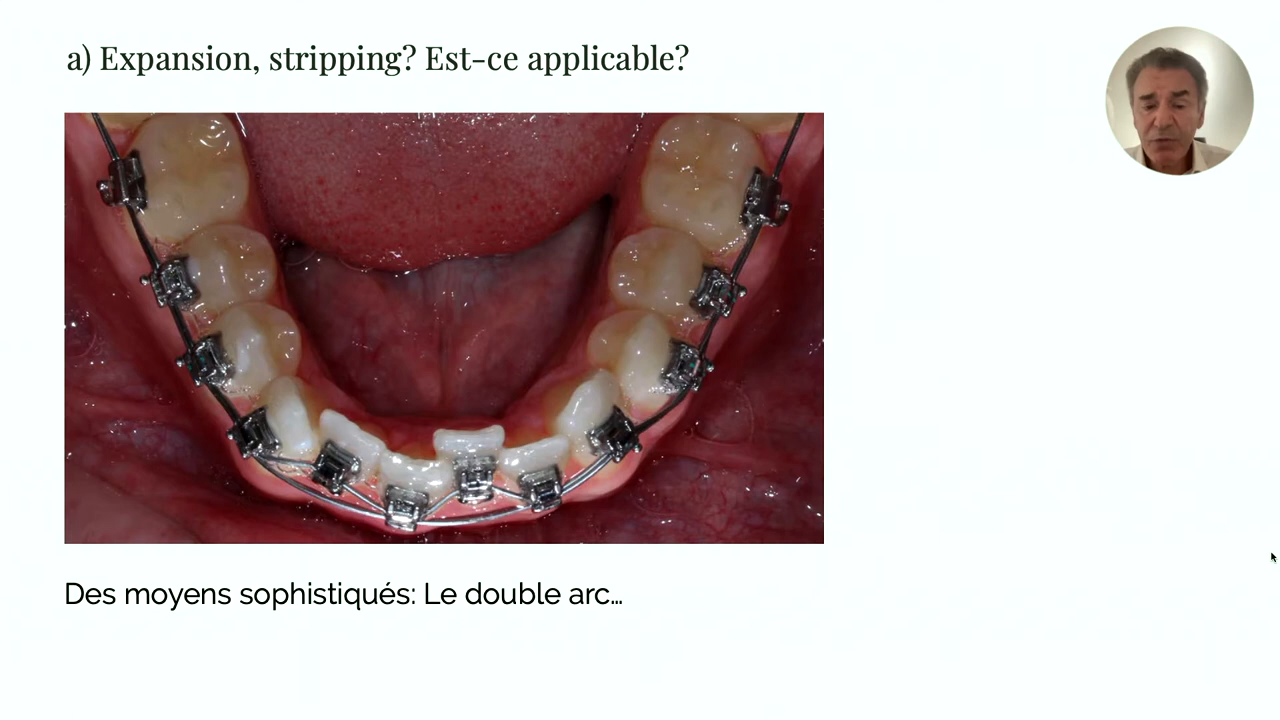 a) Expansion, stripping? Est-ce applicable?
Des moyens sophistiqués: Le double arc...